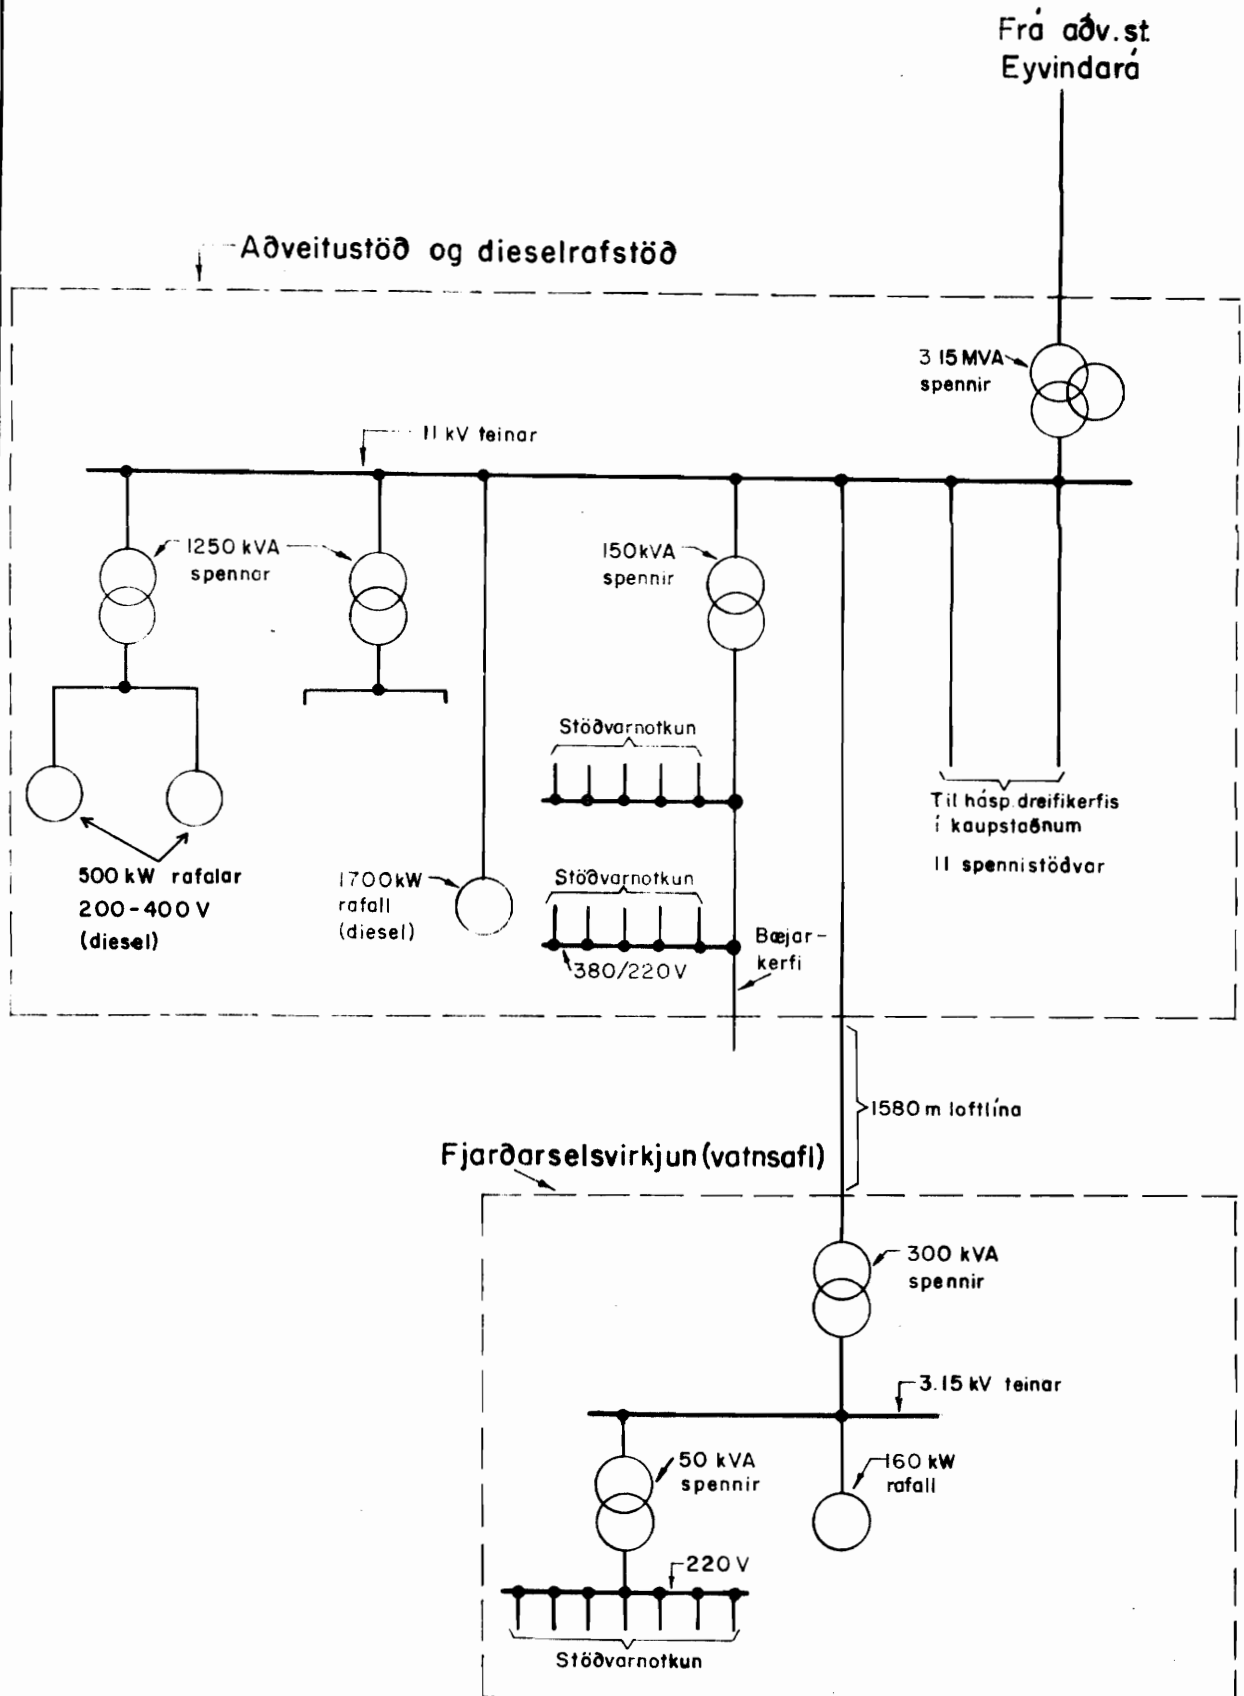 Frá aðv.st.
Eyvindará
Aðveitustöð og dieselrafstöð
3 15 MVA
spennir
11 kV teinar
1250 kVA
spennar
150 kVA
spennir
Stöðvarnotkun
Til hásp. dreifikerfis
í kaupstaðnum
11 spennistöðvar
500 kW rafalar
200-400 V
(diesel)
1700 kW
rafall
(diesel)
Stöðvarnotkun
380/220 V
Bæjar-
kerfi
1580 m loftlína
Fjarðarselsvirkjun (vatnsafl)
300 kVA
spennir
3.15 kV teinar
50 kVA
spennir
160 kW
rafall
220 V
Stöðvarnotkun